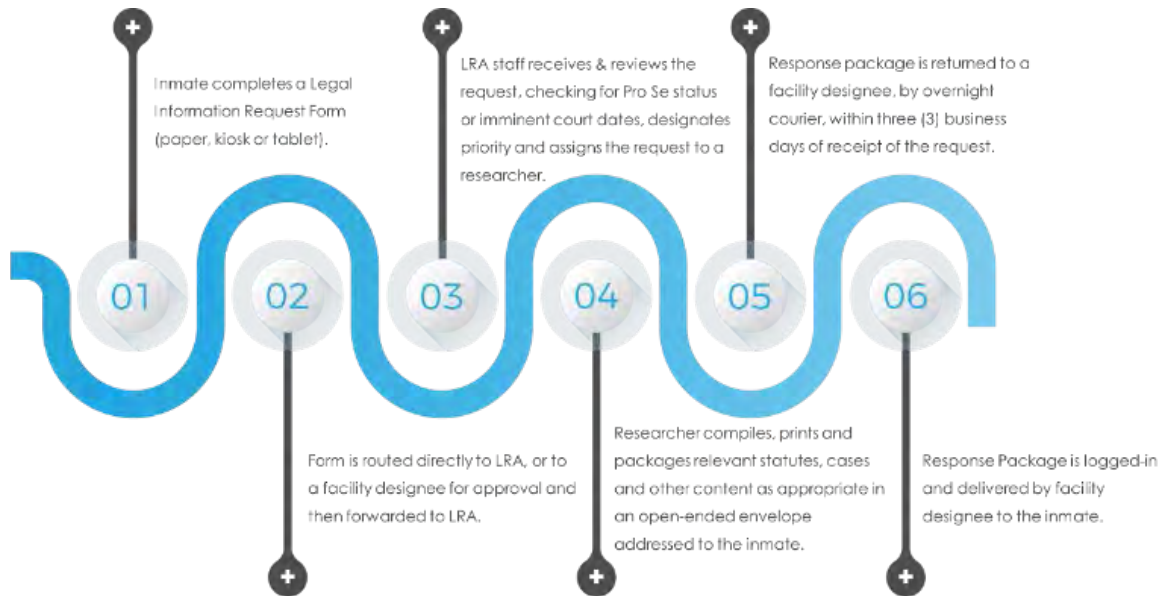 01
Inmate completes a Legal
Information Request Form
(paper, kiosk or tablet).
02
Form is routed directly to LRA, or to
a facility designee for approval and
then forwarded to LRA.
03
LRA staff receives & reviews the
request, checking for Pro Se status
or imminent court dates, designates
priority and assigns the request to a
researcher.
04
Researcher compiles, prints and
packages relevant statutes, cases
and other content as appropriate in
an open-ended envelope
addressed to the inmate.
05
Response package is returned to a
facility designee, by overnight
courier, within three (3) business
days of receipt of the request.
06
Response Package is logged-in
and delivered by facility
designee to the inmate.